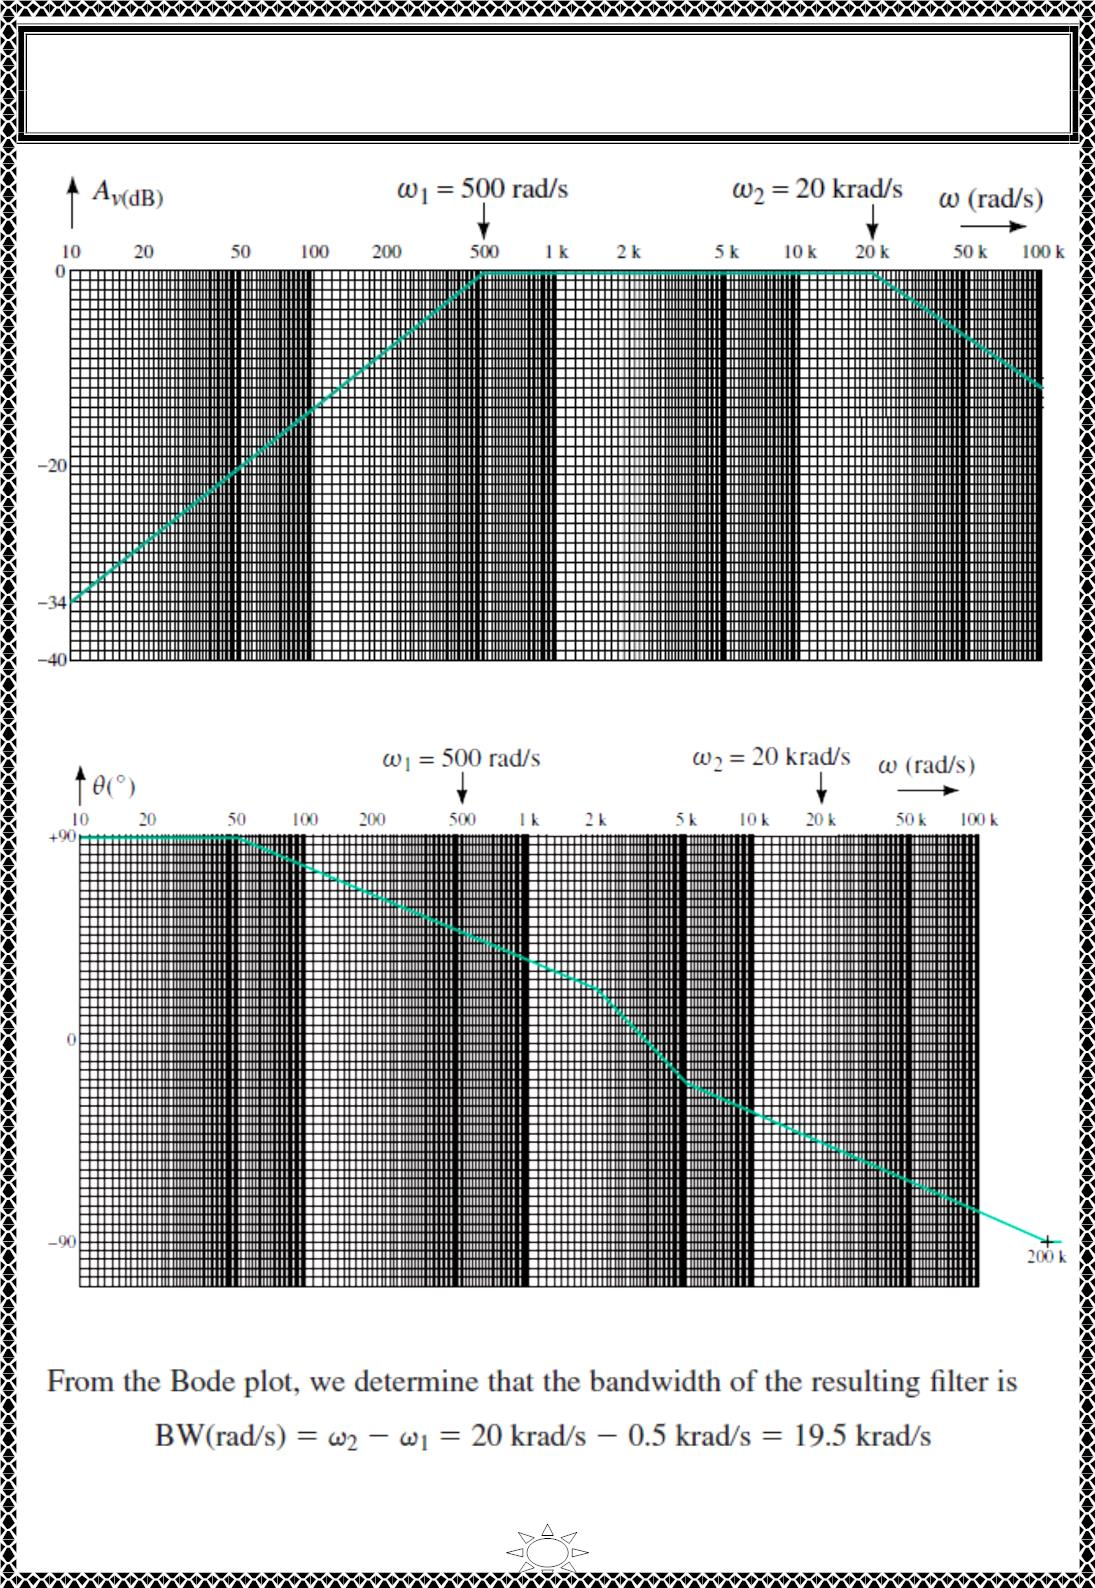 A_v(dB)
ω₁ = 500 rad/s
ω₂ = 20 krad/s
ω (rad/s)
10 20 50 100 200 500 1 k 2 k 5 k 10 k 20 k 50 k 100 k
0
−20
−34
−40
ω₁ = 500 rad/s
ω₂ = 20 krad/s
ω (rad/s)
θ(°)
10 20 50 100 200 500 1 k 2 k 5 k 10 k 20 k 50 k 100 k
+90
0
−90
200 k
From the Bode plot, we determine that the bandwidth of the resulting filter is
BW(rad/s) = ω₂ − ω₁ = 20 krad/s − 0.5 krad/s = 19.5 krad/s